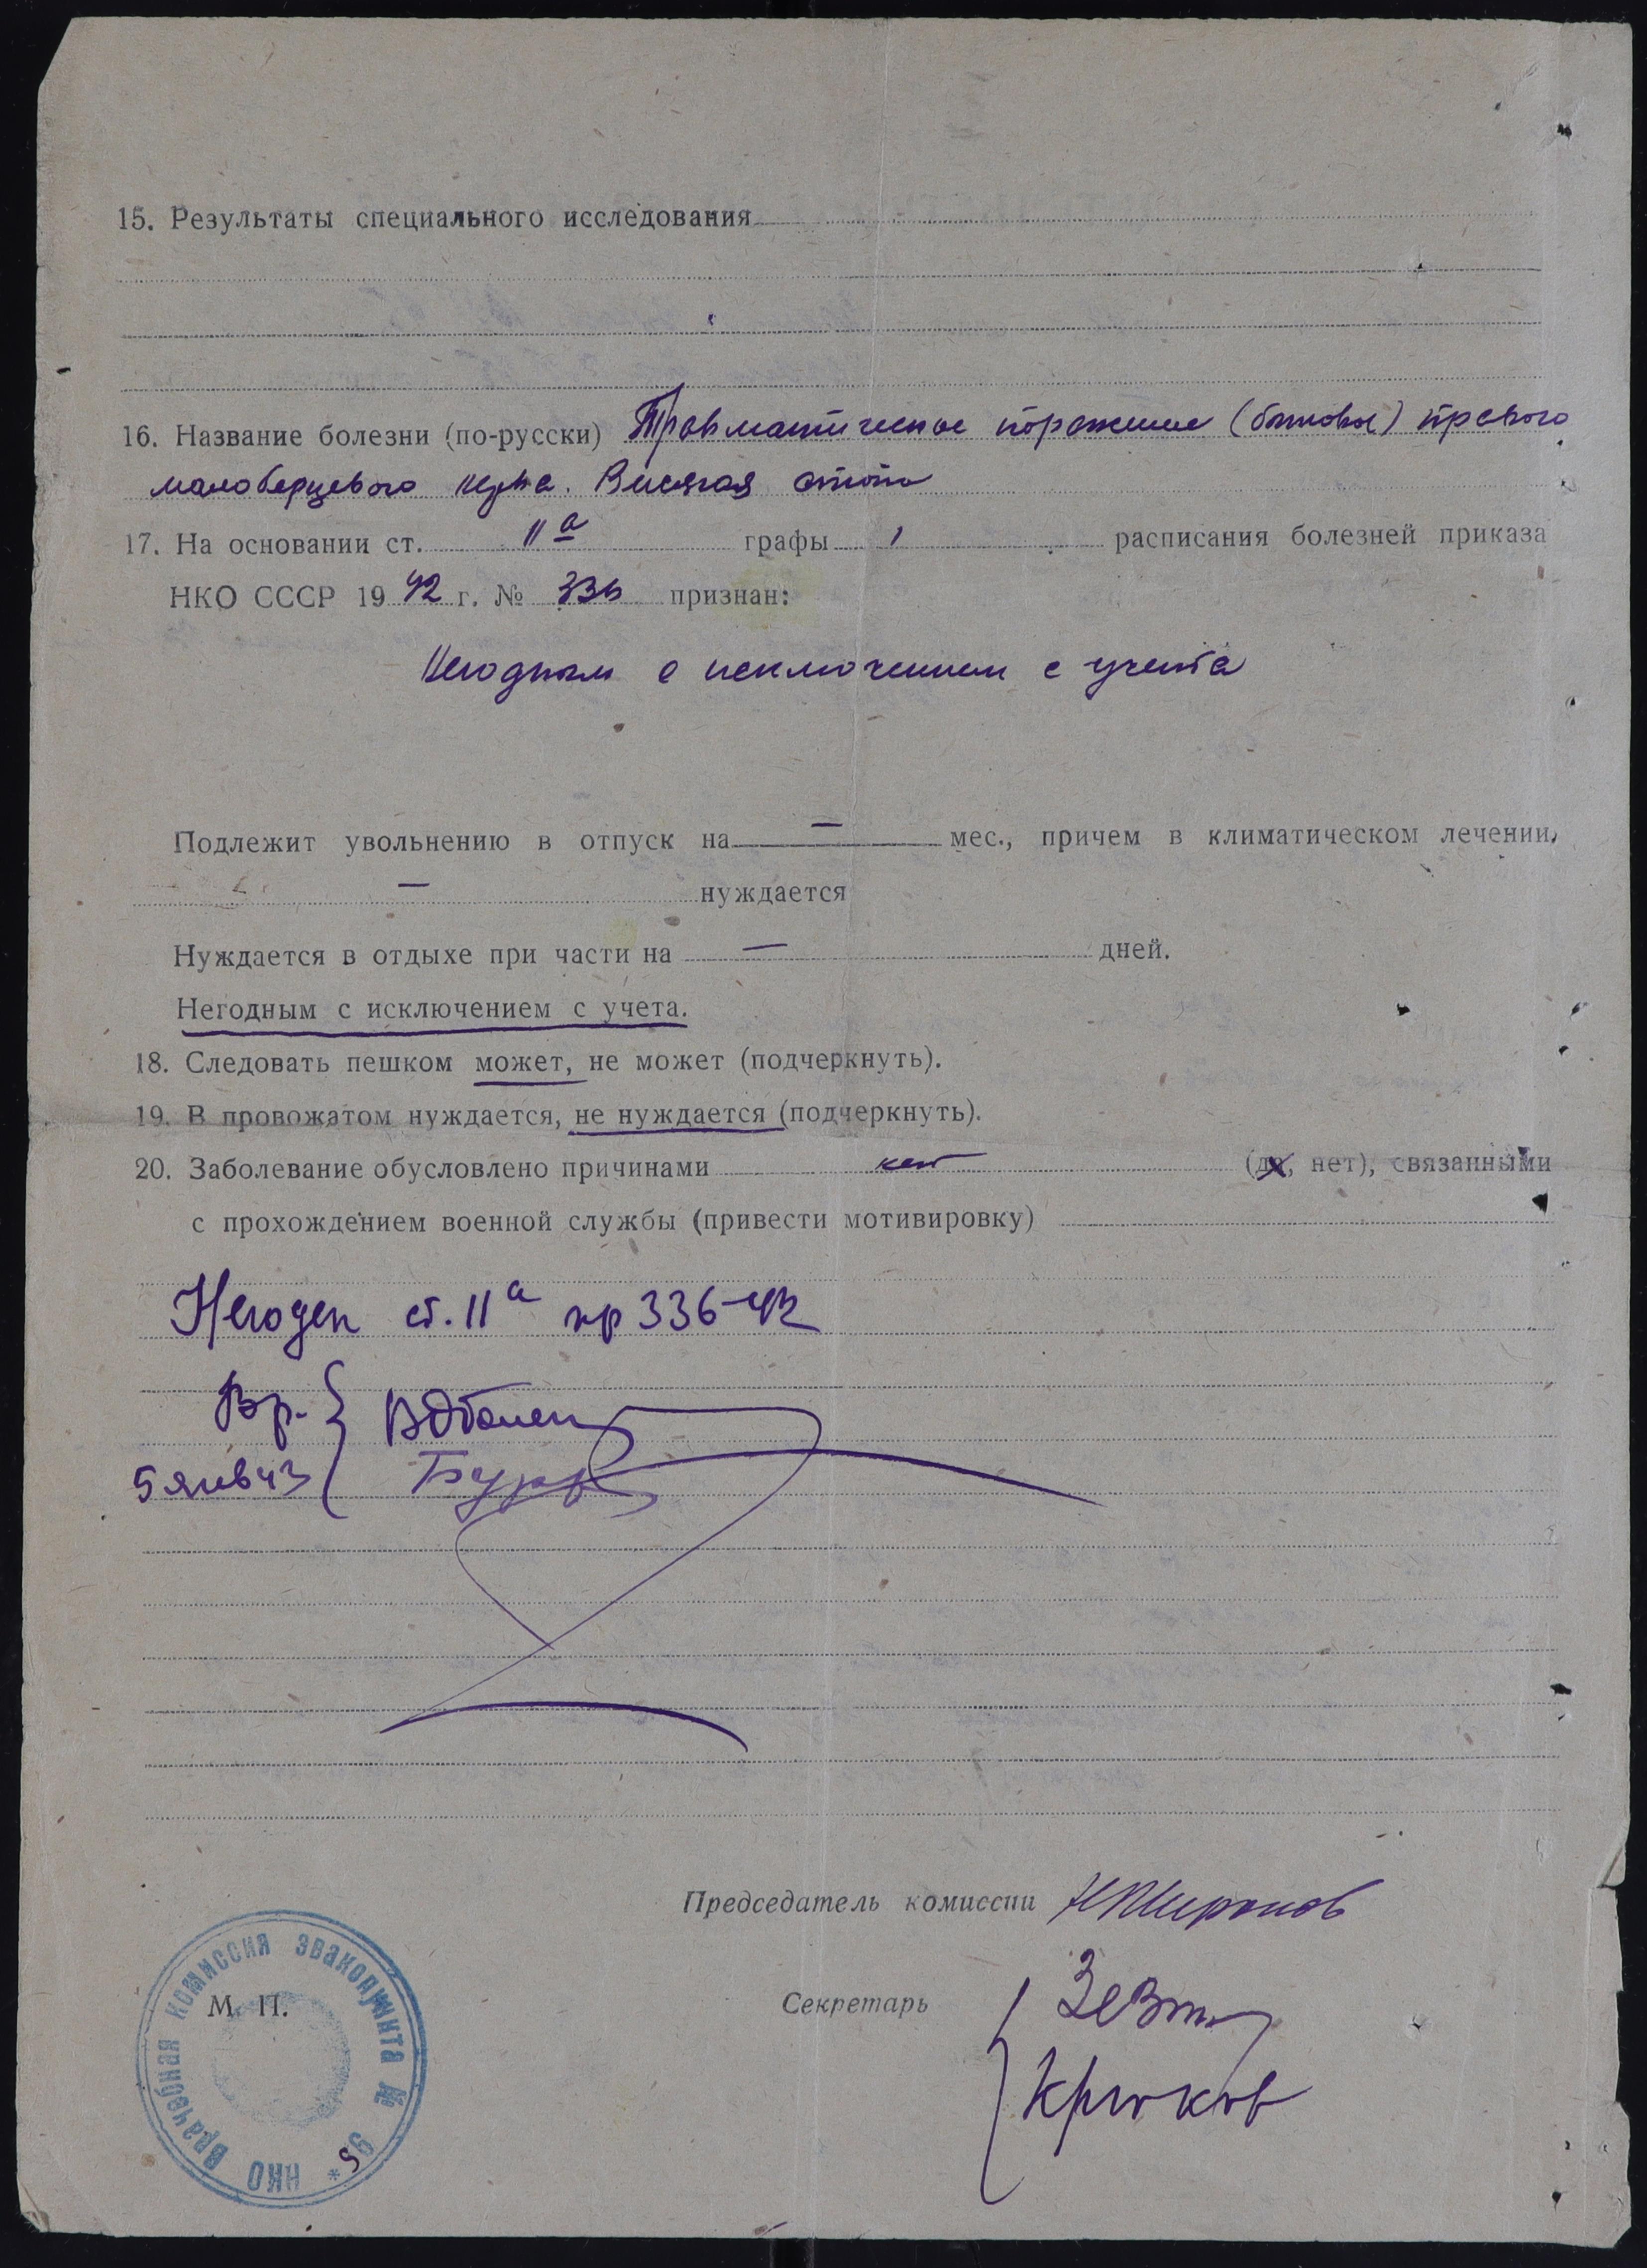 15. Результаты специального исследования
16. Название болезни (по-русски) Травматическое поражение (бытовое) правого
малоберцевого нерва. Висячая стопа
17. На основании ст. 11а графы 1 расписания болезней приказа
НКО СССР 1942 г. № 336 признан:
Негодным с исключением с учета
Подлежит увольнению в отпуск на — мес., причем в климатическом лечении,
— нуждается
Нуждается в отдыхе при части на — дней.
Негодным с исключением с учета.
18. Следовать пешком может, не может (подчеркнуть).
19. В провожатом нуждается, не нуждается (подчеркнуть).
20. Заболевание обусловлено причинами нет (да, нет), связанными
с прохождением военной службы (привести мотивировку)
Негоден ст. 11а пр 336-42
Вр.
5 янв 43
Председатель комиссии
М. П.
Секретарь
Крюков
НКО Врачебная комиссия эвакопункта № 95 *